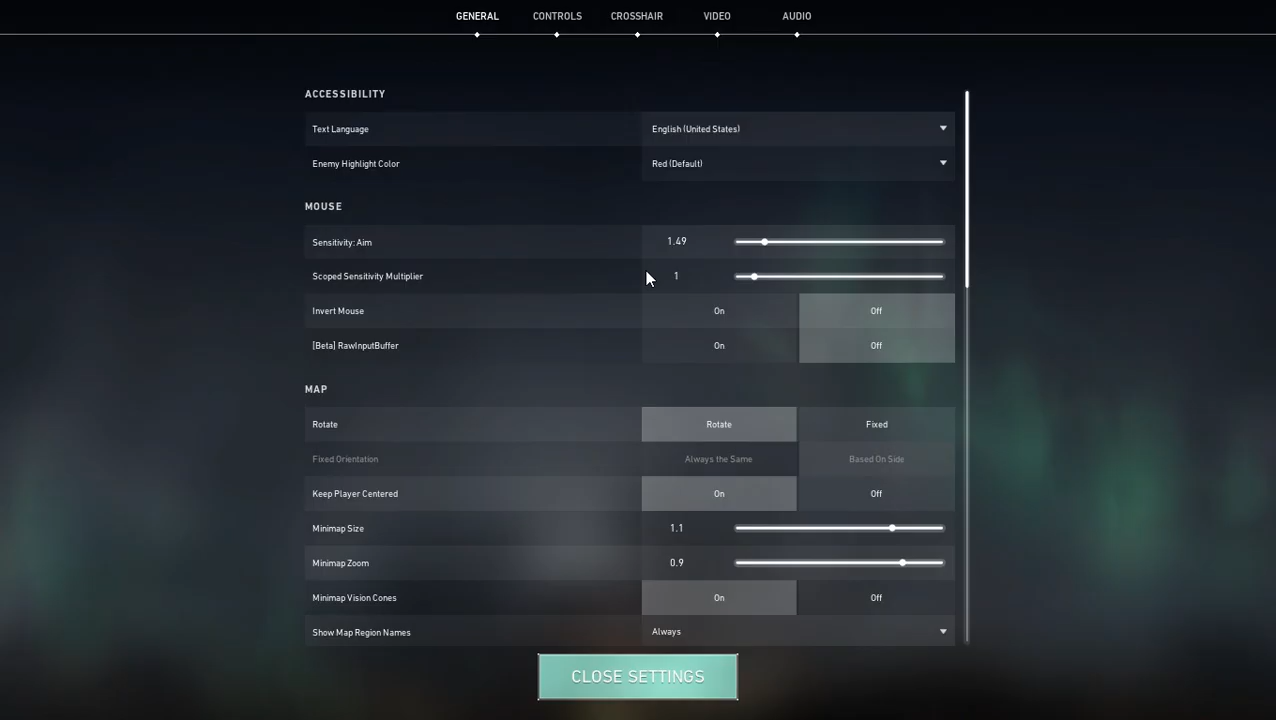 GENERAL CONTROLS CROSSHAIR VIDEO AUDIO
ACCESSIBILITY
Text Language English (United States)
Enemy Highlight Color Red (Default)
MOUSE
Sensitivity: Aim 1.49
Scoped Sensitivity Multiplier 1
Invert Mouse On Off
[Beta] RawInputBuffer On Off
MAP
Rotate Rotate Fixed
Fixed Orientation Always the Same Based On Side
Keep Player Centered On Off
Minimap Size 1.1
Minimap Zoom 0.9
Minimap Vision Cones On Off
Show Map Region Names Always
CLOSE SETTINGS